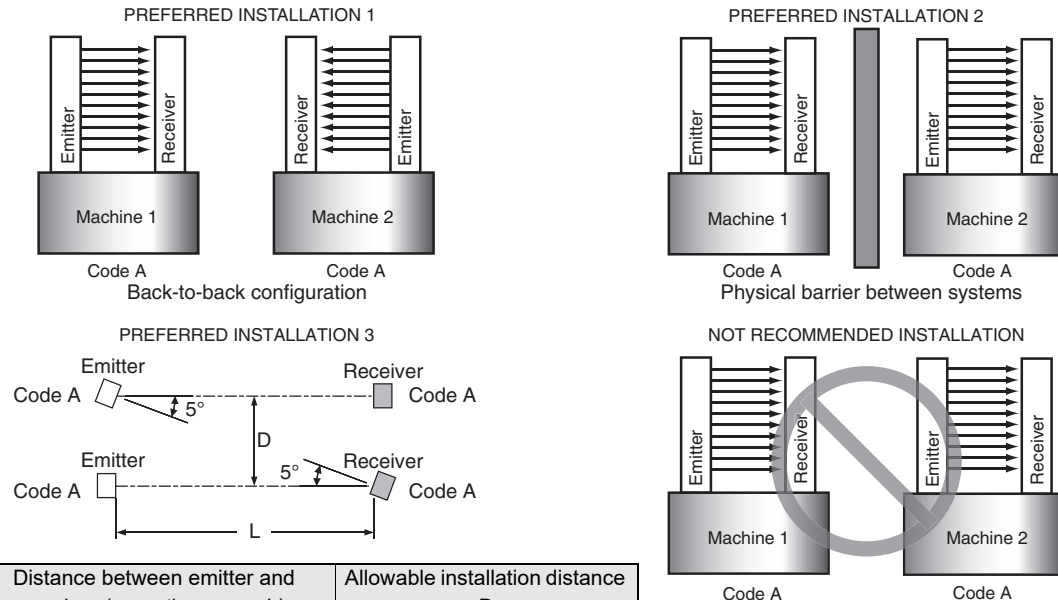 PREFERRED INSTALLATION 1
Emitter
Receiver
Receiver
Emitter
Machine 1
Machine 2
Code A
Code A
Back-to-back configuration
PREFERRED INSTALLATION 2
Emitter
Receiver
Emitter
Receiver
Machine 1
Machine 2
Code A
Code A
Physical barrier between systems
PREFERRED INSTALLATION 3
Emitter
Receiver
Code A
5°
Code A
D
Emitter
5°
Receiver
Code A
Code A
L
NOT RECOMMENDED INSTALLATION
Emitter
Receiver
Emitter
Receiver
Machine 1
Machine 2
Code A
Code A
Distance between emitter and
Allowable installation distance